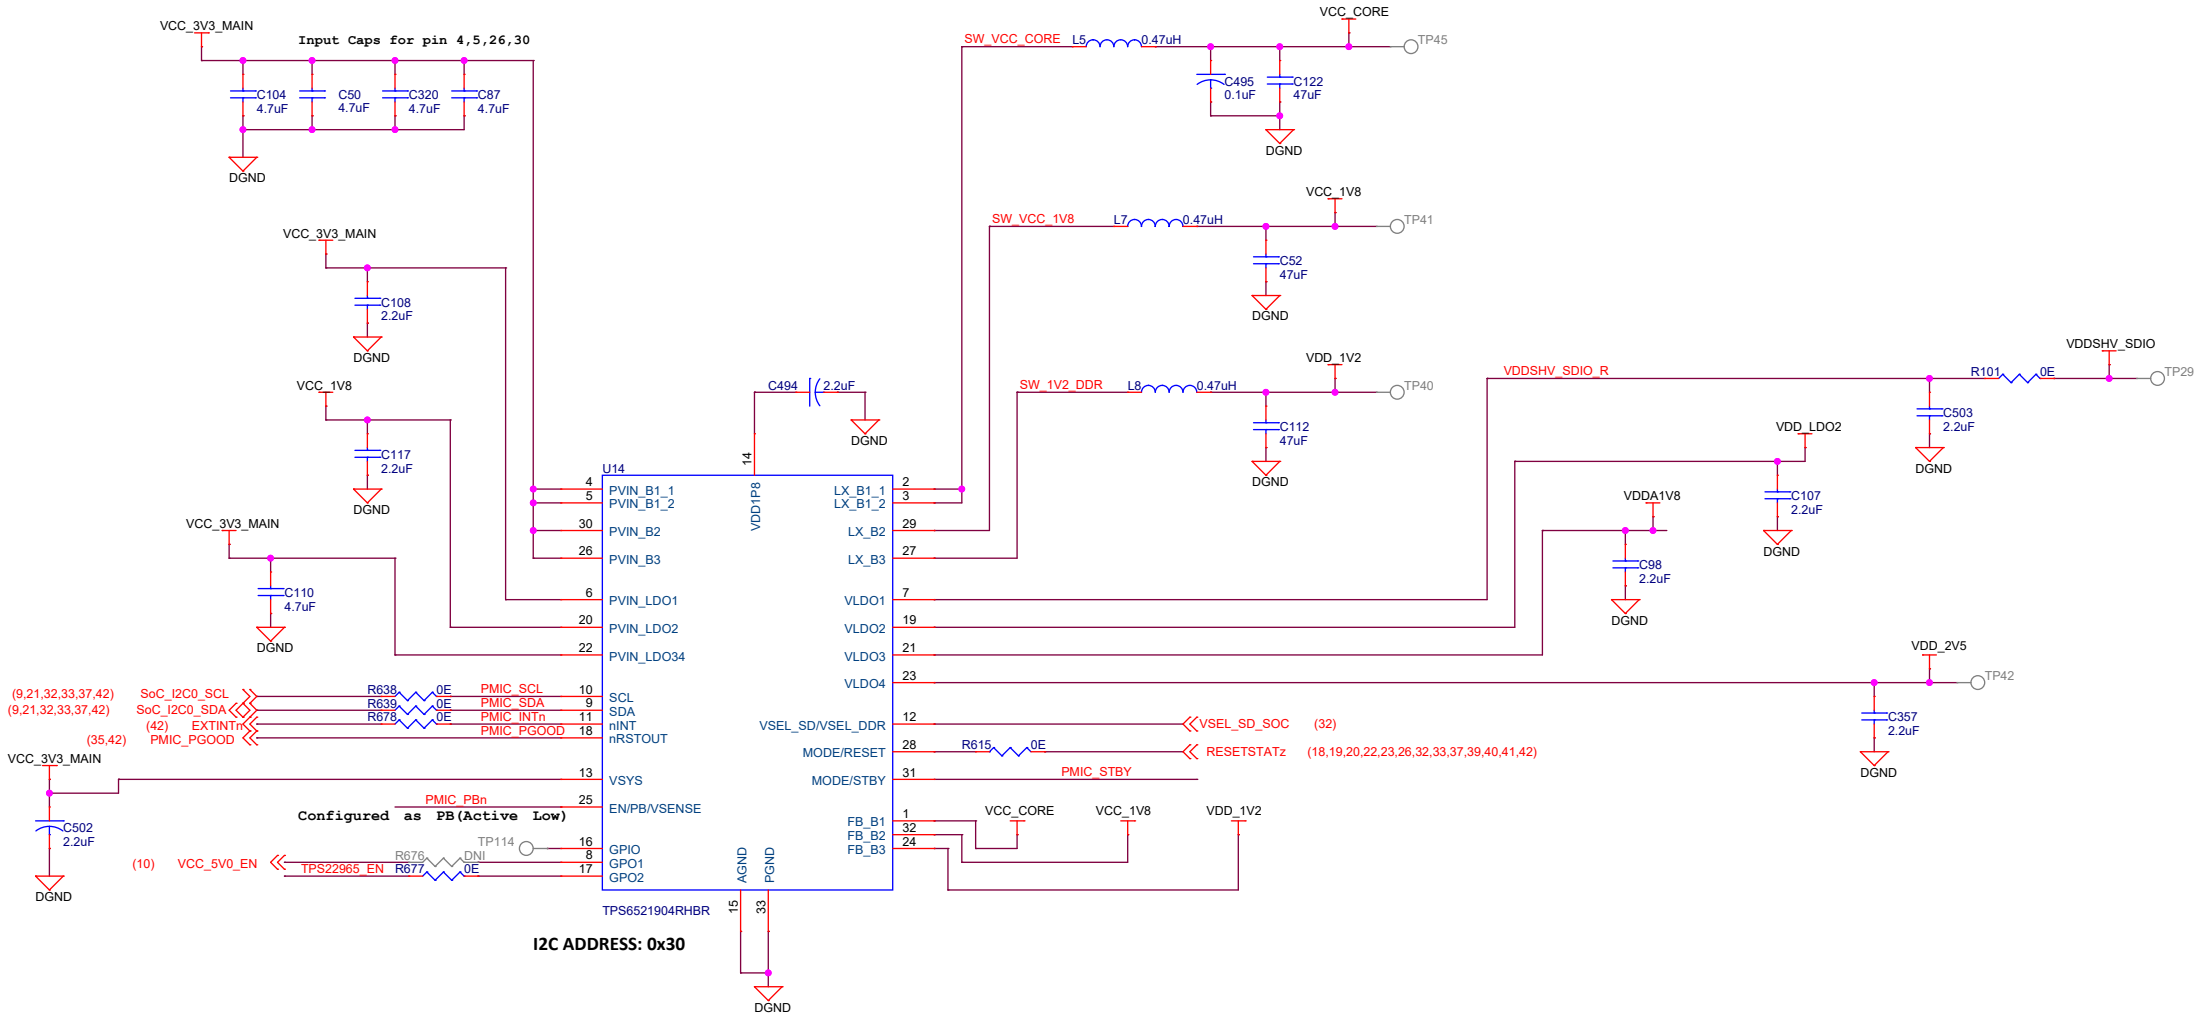 VCC_3V3_MAIN
Input Caps for pin 4,5,26,30
C104
4.7uF
C50
4.7uF
C320
4.7uF
C87
4.7uF
DGND
VCC_CORE
SW_VCC_CORE
L5
0.47uH
TP45
C495
0.1uF
C122
47uF
DGND
VCC_1V8
SW_VCC_1V8
L7
0.47uH
TP41
C52
47uF
DGND
VCC_3V3_MAIN
C108
2.2uF
DGND
VDD_1V2
SW_1V2_DDR
L8
0.47uH
TP40
C112
47uF
DGND
VCC_1V8
C117
2.2uF
DGND
C494
2.2uF
DGND
VDDSHV_SDIO
VDDSHV_SDIO_R
R101
0E
TP29
C503
2.2uF
DGND
VDD_LDO2
C107
2.2uF
DGND
VDDA1V8
C98
2.2uF
DGND
VCC_3V3_MAIN
C110
4.7uF
DGND
VDD_2V5
TP42
C357
2.2uF
DGND
U14
14
VDD1P8
4
PVIN_B1_1
5
PVIN_B1_2
30
PVIN_B2
26
PVIN_B3
6
PVIN_LDO1
20
PVIN_LDO2
22
PVIN_LDO34
10
SCL
9
SDA
11
nINT
18
nRSTOUT
13
VSYS
25
EN/PB/VSENSE
16
GPIO
8
GPO1
17
GPO2
LX_B1_1
2
LX_B1_2
3
LX_B2
29
LX_B3
27
VLDO1
7
VLDO2
19
VLDO3
21
VLDO4
23
VSEL_SD/VSEL_DDR
12
MODE/RESET
28
MODE/STBY
31
FB_B1
1
FB_B2
32
FB_B3
24
AGND
PGND
15
33
(9,21,32,33,37,42)
SoC_I2C0_SCL
R638
0E
PMIC_SCL
(9,21,32,33,37,42)
SoC_I2C0_SDA
R639
0E
PMIC_SDA
(42)
EXTINTn
R678
0E
PMIC_INTn
(35,42)
PMIC_PGOOD
PMIC_PGOOD
VCC_3V3_MAIN
C502
2.2uF
DGND
PMIC_PBn
Configured as PB(Active Low)
TP114
(10)
VCC_5V0_EN
R676
DNI
TPS22965_EN
R677
0E
VSEL_SD_SOC
(32)
R615
0E
RESETSTATz
(18,19,20,22,23,26,32,33,37,39,40,41,42)
PMIC_STBY
VCC_CORE
VCC_1V8
VDD_1V2
TPS6521904RHBR
I2C ADDRESS: 0x30
DGND